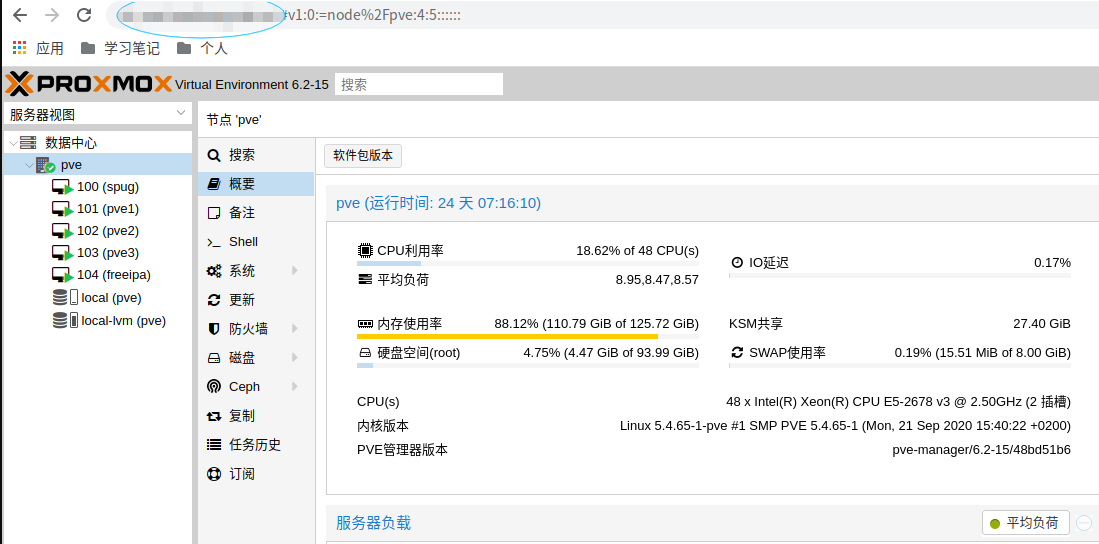 #v1:0:=node%2Fpve:4:5::::::
应用 学习笔记 个人
PROXMOX Virtual Environment 6.2-15 搜索
服务器视图
数据中心
pve
100 (spug)
101 (pve1)
102 (pve2)
103 (pve3)
104 (freeipa)
local (pve)
local-lvm (pve)
节点 'pve'
搜索
概要
备注
Shell
系统
更新
防火墙
磁盘
Ceph
复制
任务历史
订阅
软件包版本
pve (运行时间: 24 天 07:16:10)
CPU利用率 18.62% of 48 CPU(s)
IO延迟 0.17%
平均负荷 8.95,8.47,8.57
内存使用率 88.12% (110.79 GiB of 125.72 GiB)
KSM共享 27.40 GiB
硬盘空间(root) 4.75% (4.47 GiB of 93.99 GiB)
SWAP使用率 0.19% (15.51 MiB of 8.00 GiB)
CPU(s) 48 x Intel(R) Xeon(R) CPU E5-2678 v3 @ 2.50GHz (2 插槽)
内核版本 Linux 5.4.65-1-pve #1 SMP PVE 5.4.65-1 (Mon, 21 Sep 2020 15:40:22 +0200)
PVE管理器版本 pve-manager/6.2-15/48bd51b6
服务器负载 平均负荷